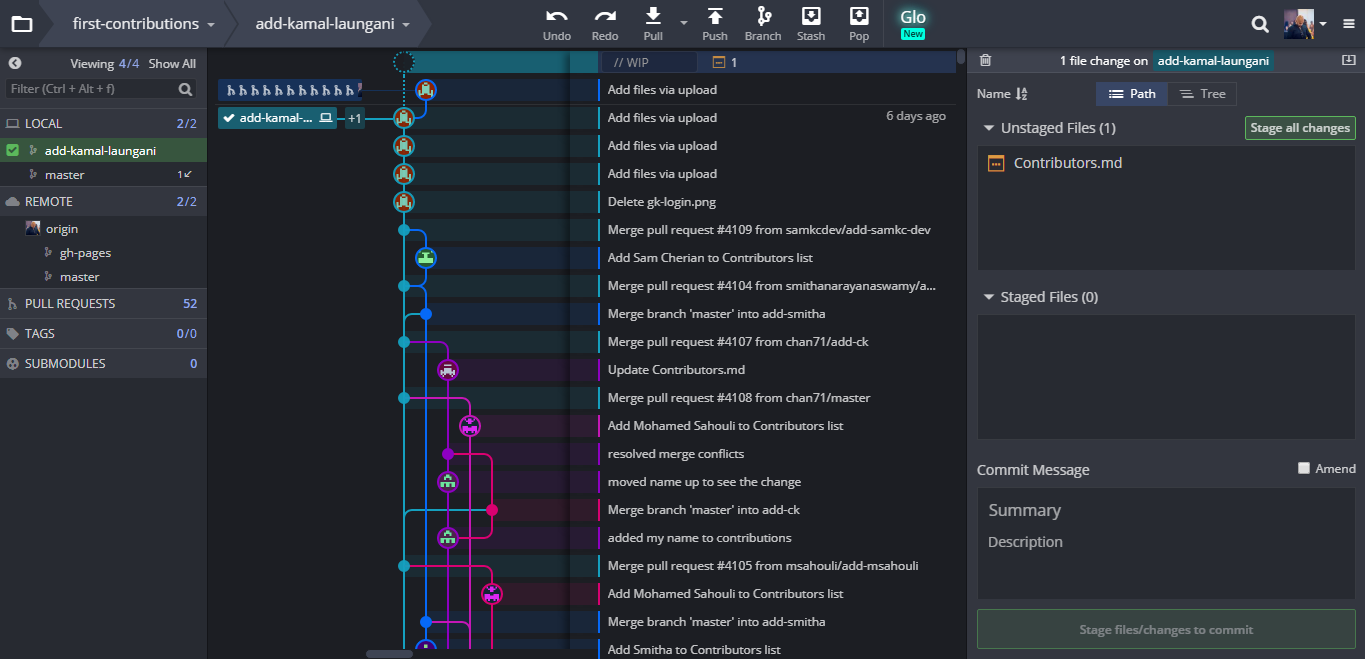 first-contributions
add-kamal-laungani
Undo
Redo
Pull
Push
Branch
Stash
Pop
Glo
New
Viewing 4/4 Show All
Filter (Ctrl + Alt + f)
LOCAL 2/2
add-kamal-laungani
master 1
REMOTE 2/2
origin
gh-pages
master
PULL REQUESTS 52
TAGS 0/0
SUBMODULES 0
// WIP 1
Add files via upload
add-kamal-... +1 Add files via upload 6 days ago
Add files via upload
Add files via upload
Delete gk-login.png
Merge pull request #4109 from samkcdev/add-samkc-dev
Add Sam Cherian to Contributors list
Merge pull request #4104 from smithanarayanaswamy/a...
Merge branch 'master' into add-smitha
Merge pull request #4107 from chan71/add-ck
Update Contributors.md
Merge pull request #4108 from chan71/master
Add Mohamed Sahouli to Contributors list
resolved merge conflicts
moved name up to see the change
Merge branch 'master' into add-ck
added my name to contributions
Merge pull request #4105 from msahouli/add-msahouli
Add Mohamed Sahouli to Contributors list
Merge branch 'master' into add-smitha
Add Smitha to Contributors list
1 file change on add-kamal-laungani
Name Path Tree
Unstaged Files (1) Stage all changes
Contributors.md
Staged Files (0)
Commit Message Amend
Summary
Description
Stage files/changes to commit